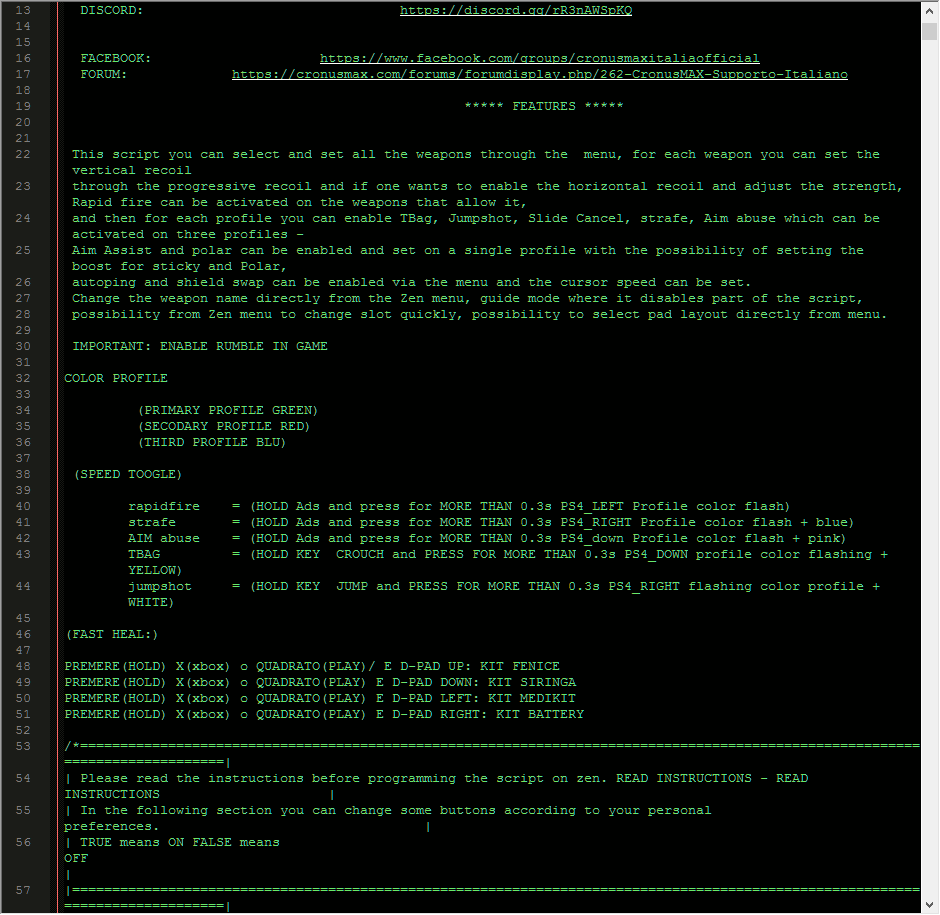 13 DISCORD: https://discord.gg/rR3nAWSpKQ
14
15
16 FACEBOOK: https://www.facebook.com/groups/cronusmaxitaliaofficial
17 FORUM: https://cronusmax.com/forums/forumdisplay.php/262-CronusMAX-Supporto-Italiano
18
19 ***** FEATURES *****
20
21
22 This script you can select and set all the weapons through the  menu, for each weapon you can set the
vertical recoil
23 through the progressive recoil and if one wants to enable the horizontal recoil and adjust the strength,
Rapid fire can be activated on the weapons that allow it,
24 and then for each profile you can enable TBag, Jumpshot, Slide Cancel, strafe, Aim abuse which can be
activated on three profiles -
25 Aim Assist and polar can be enabled and set on a single profile with the possibility of setting the
boost for sticky and Polar,
26 autoping and shield swap can be enabled via the menu and the cursor speed can be set.
27 Change the weapon name directly from the Zen menu, guide mode where it disables part of the script,
28 possibility from Zen menu to change slot quickly, possibility to select pad layout directly from menu.
29
30 IMPORTANT: ENABLE RUMBLE IN GAME
31
32 COLOR PROFILE
33
34 (PRIMARY PROFILE GREEN)
35 (SECODARY PROFILE RED)
36 (THIRD PROFILE BLU)
37
38 (SPEED TOOGLE)
39
40 rapidfire = (HOLD Ads and press for MORE THAN 0.3s PS4_LEFT Profile color flash)
41 strafe = (HOLD Ads and press for MORE THAN 0.3s PS4_RIGHT Profile color flash + blue)
42 AIM abuse = (HOLD Ads and press for MORE THAN 0.3s PS4_down Profile color flash + pink)
43 TBAG = (HOLD KEY  CROUCH and PRESS FOR MORE THAN 0.3s PS4_DOWN profile color flashing +
YELLOW)
44 jumpshot = (HOLD KEY  JUMP and PRESS FOR MORE THAN 0.3s PS4_RIGHT flashing color profile +
WHITE)
45
46 (FAST HEAL:)
47
48 PREMERE(HOLD) X(xbox) o QUADRATO(PLAY)/ E D-PAD UP: KIT FENICE
49 PREMERE(HOLD) X(xbox) o QUADRATO(PLAY) E D-PAD DOWN: KIT SIRINGA
50 PREMERE(HOLD) X(xbox) o QUADRATO(PLAY) E D-PAD LEFT: KIT MEDIKIT
51 PREMERE(HOLD) X(xbox) o QUADRATO(PLAY) E D-PAD RIGHT: KIT BATTERY
52
53 /*=========================================================================================================
====================|
54 | Please read the instructions before programming the script on zen. READ INSTRUCTIONS - READ
INSTRUCTIONS |
55 | In the following section you can change some buttons according to your personal
preferences. |
56 | TRUE means ON FALSE means
OFF
|
57 |==========================================================================================================
====================|